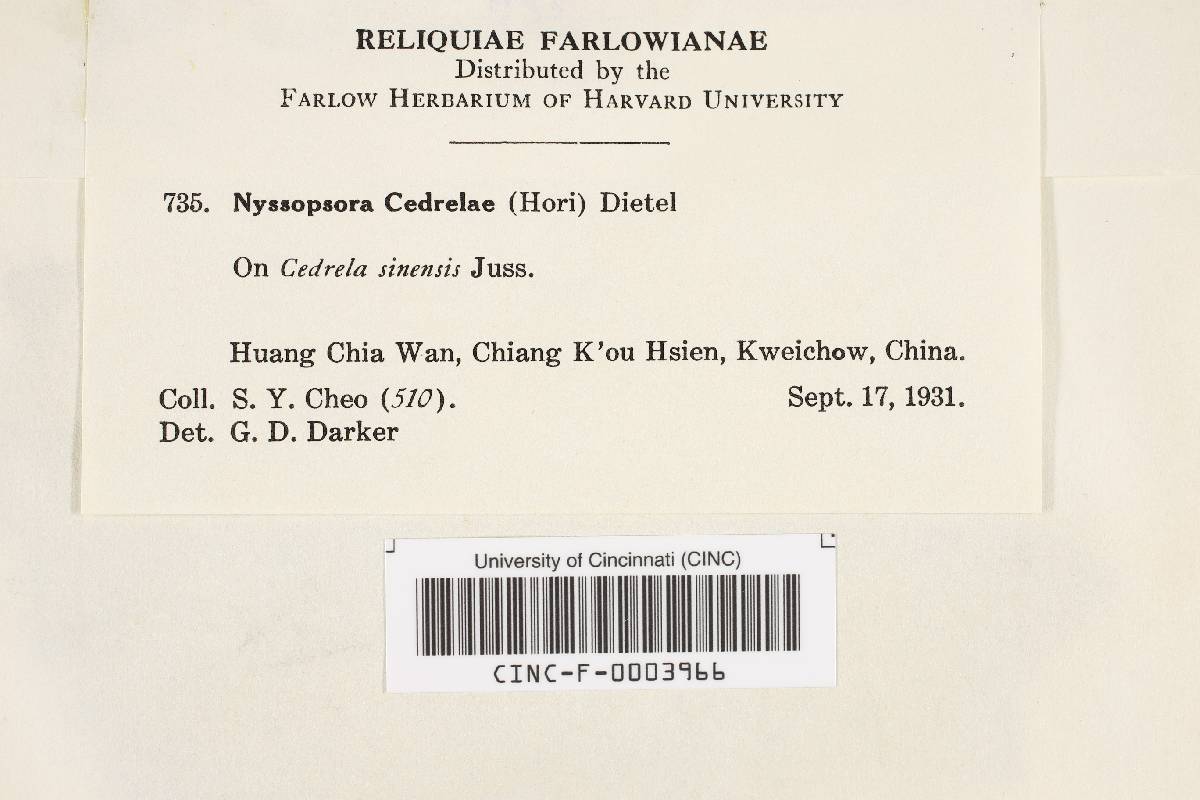 RELIQUIAE FARLOWIANAE
Distributed by the
FARLOW HERBARIUM OF HARVARD UNIVERSITY
735. Nyssopsora Cedrelae (Hori) Dietel
On Cedrela sinensis Juss.
Huang Chia Wan, Chiang K'ou Hsien, Kweichow, China.
Coll. S. Y. Cheo (510). Sept. 17, 1931.
Det. G. D. Darker
University of Cincinnati (CINC)
CINC-F-0003966